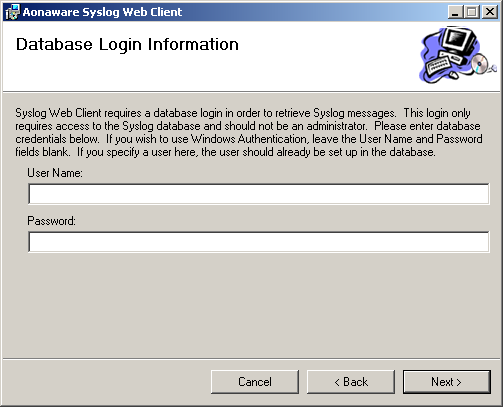 Aonaware Syslog Web Client
Database Login Information
Syslog Web Client requires a database login in order to retrieve Syslog messages.  This login only
requires access to the Syslog database and should not be an administrator.  Please enter database
credentials below.  If you wish to use Windows Authentication, leave the User Name and Password
fields blank.  If you specify a user here, the user should already be set up in the database.
User Name:
Password:
Cancel
< Back
Next >